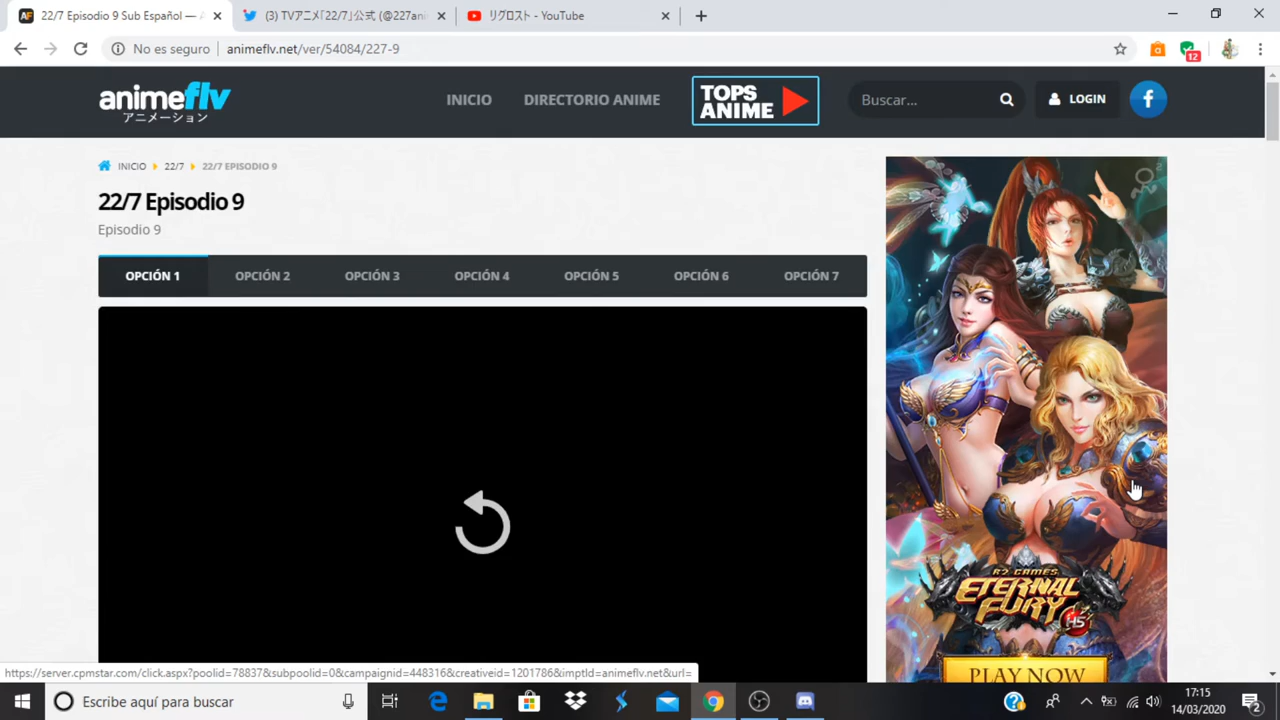 22/7 Episodio 9 Sub Español — A
(3) TVアニメ「22/7」公式 (@227ani
リグロスト - YouTube
No es seguro
animeflv.net/ver/54084/227-9
12
animeflv
アニメーション
INICIO
DIRECTORIO ANIME
TOPS
ANIME
Buscar...
LOGIN
INICIO 22/7 22/7 EPISODIO 9
22/7 Episodio 9
Episodio 9
OPCIÓN 1
OPCIÓN 2
OPCIÓN 3
OPCIÓN 4
OPCIÓN 5
OPCIÓN 6
OPCIÓN 7
R2 GAMES
ETERNAL
FURY
H5
PLAY NOW
https://server.cpmstar.com/click.aspx?poolid=78837&subpoolid=0&campaignid=448316&creativeid=1201786&imptId=animeflv.net&url=
Escribe aquí para buscar
17:15
14/03/2020
2